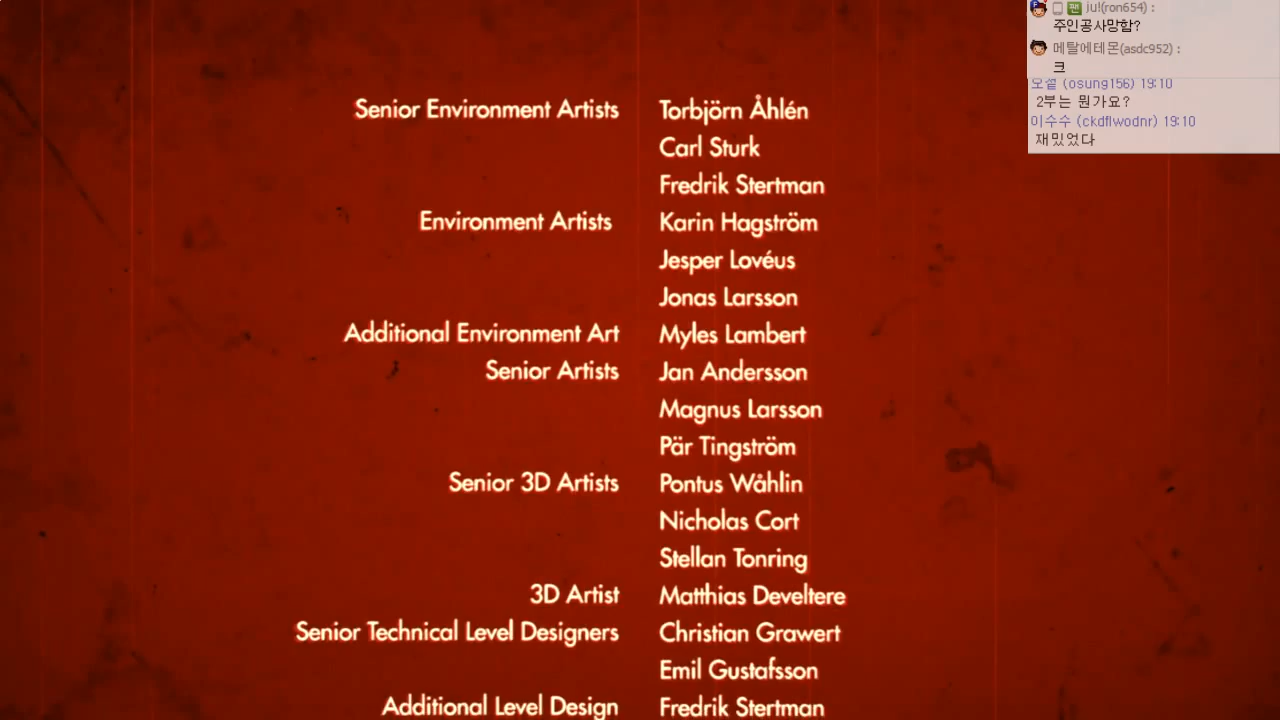 Senior Environment Artists Torbjörn Åhlén
Carl Sturk
Fredrik Stertman
Environment Artists Karin Hagström
Jesper Lovéus
Jonas Larsson
Additional Environment Art Myles Lambert
Senior Artists Jan Andersson
Magnus Larsson
Pär Tingström
Senior 3D Artists Pontus Wåhlin
Nicholas Cort
Stellan Tonring
3D Artist Matthias Develtere
Senior Technical Level Designers Christian Grawert
Emil Gustafsson
Additional Level Design Fredrik Stertman
팬 ju!(ron654) :
주인공사망함?
메탈에테몬(asdc952) :
크
(osung156) 19:10
2부는 뭔가요?
이수수 (ckdflwodnr) 19:10
재밌었다